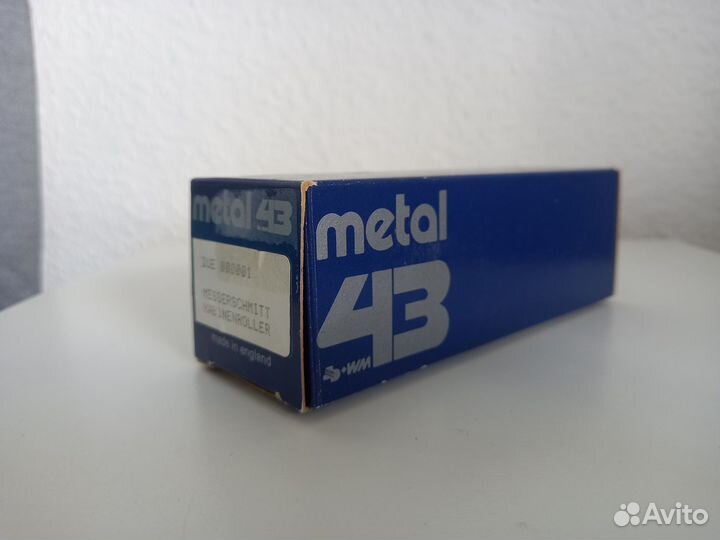 metal 43
DUE 000001
MESSERSCHMITT
KABINENROLLER
made in england
metal
43
WM
Avito